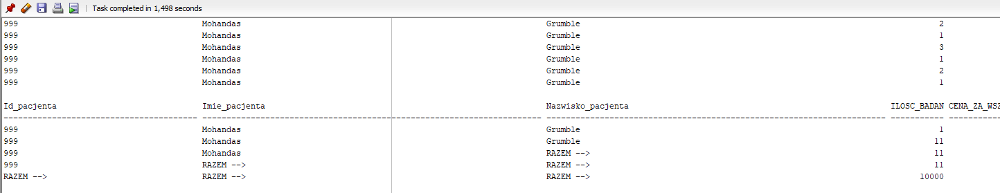 Task completed in 1,498 seconds
999 Mohandas Grumble 2
999 Mohandas Grumble 1
999 Mohandas Grumble 3
999 Mohandas Grumble 1
999 Mohandas Grumble 2
999 Mohandas Grumble 1
Id_pacjenta Imie_pacjenta Nazwisko_pacjenta ILOSC_BADAN CENA_ZA_WSZ
999 Mohandas Grumble 1
999 Mohandas Grumble 11
999 Mohandas RAZEM --> 11
999 RAZEM --> RAZEM --> 11
RAZEM --> RAZEM --> RAZEM --> 10000